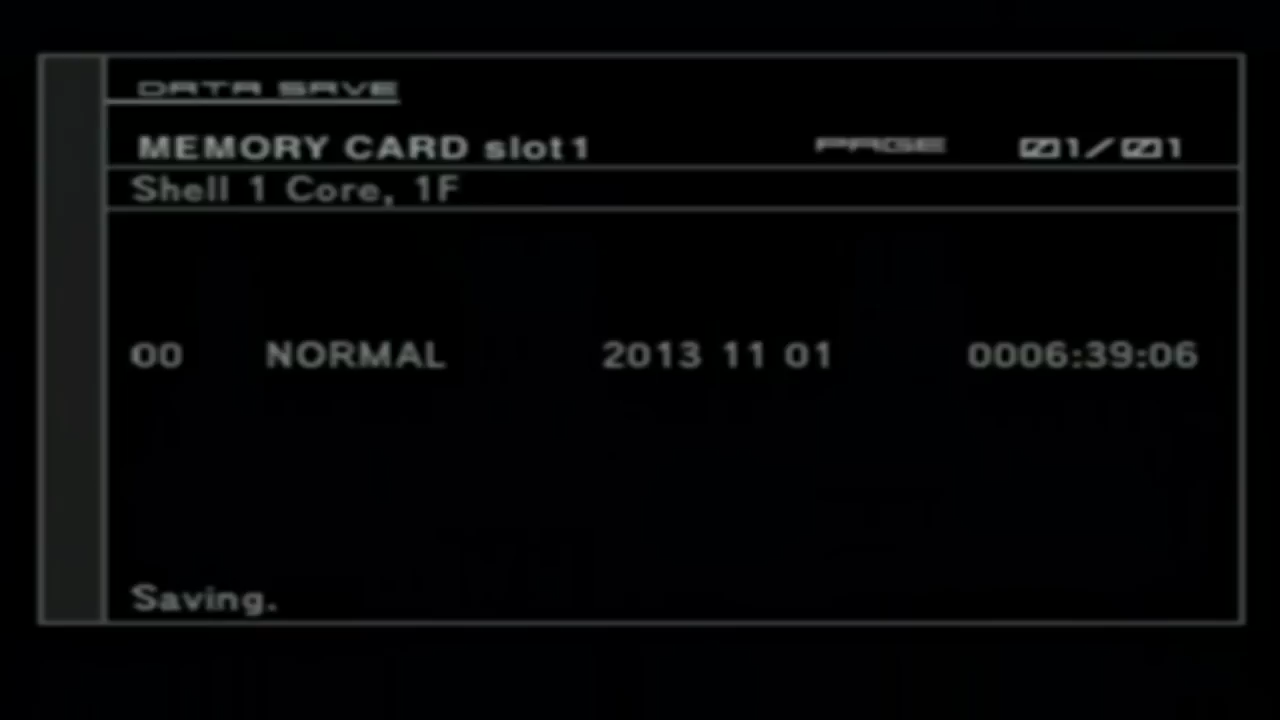 DATA SAVE
MEMORY CARD slot1 PAGE 01/01
Shell 1 Core, 1F
00 NORMAL 2013 11 01 0006:39:06
Saving.